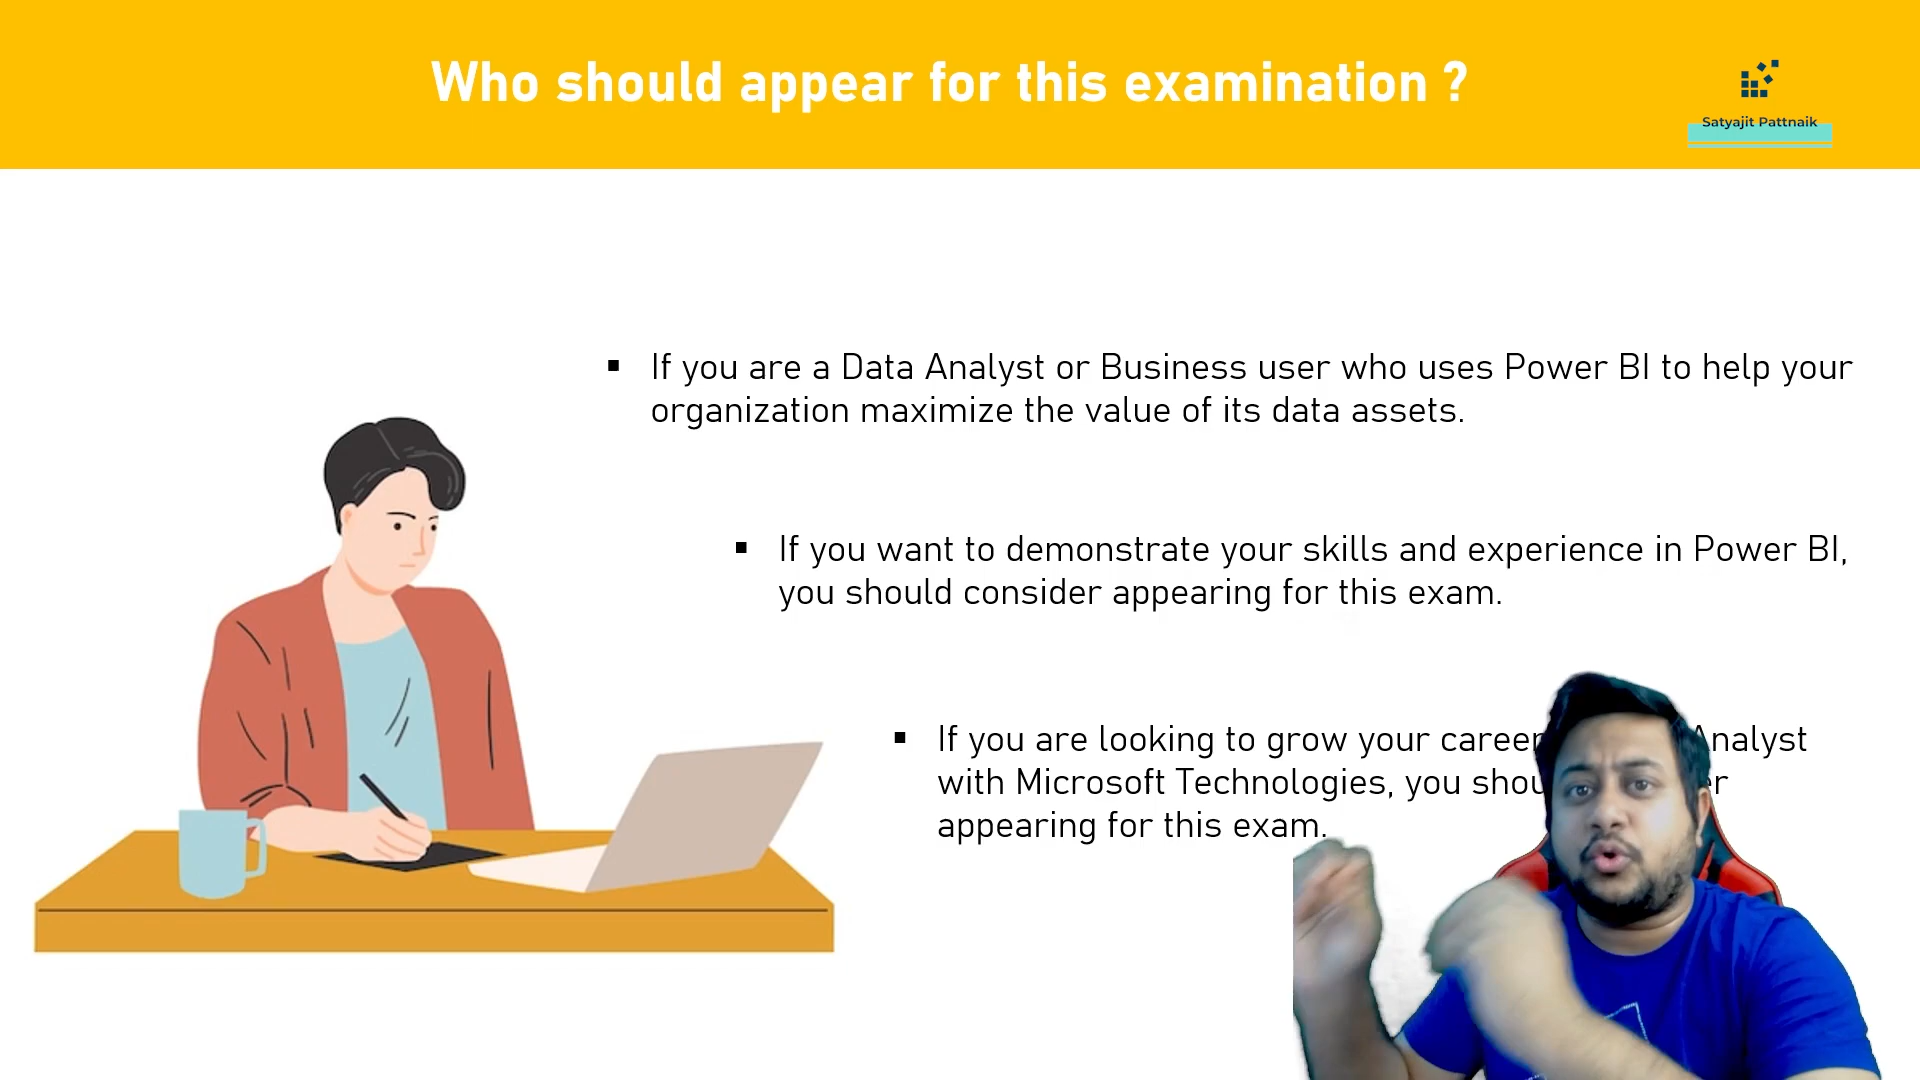 Who should appear for this examination ?
Satyajit Pattnaik
▪ If you are a Data Analyst or Business user who uses Power BI to help your
organization maximize the value of its data assets.
▪ If you want to demonstrate your skills and experience in Power BI,
you should consider appearing for this exam.
▪ If you are looking to grow your career Analyst
with Microsoft Technologies, you
appearing for this exam.